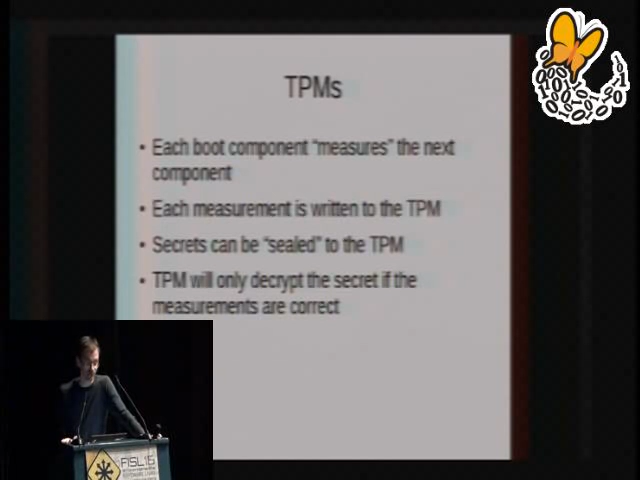 TPMs
• Each boot component “measures” the next
component
• Each measurement is written to the TPM
• Secrets can be “sealed” to the TPM
• TPM will only decrypt the secret if the
measurements are correct
FISL16